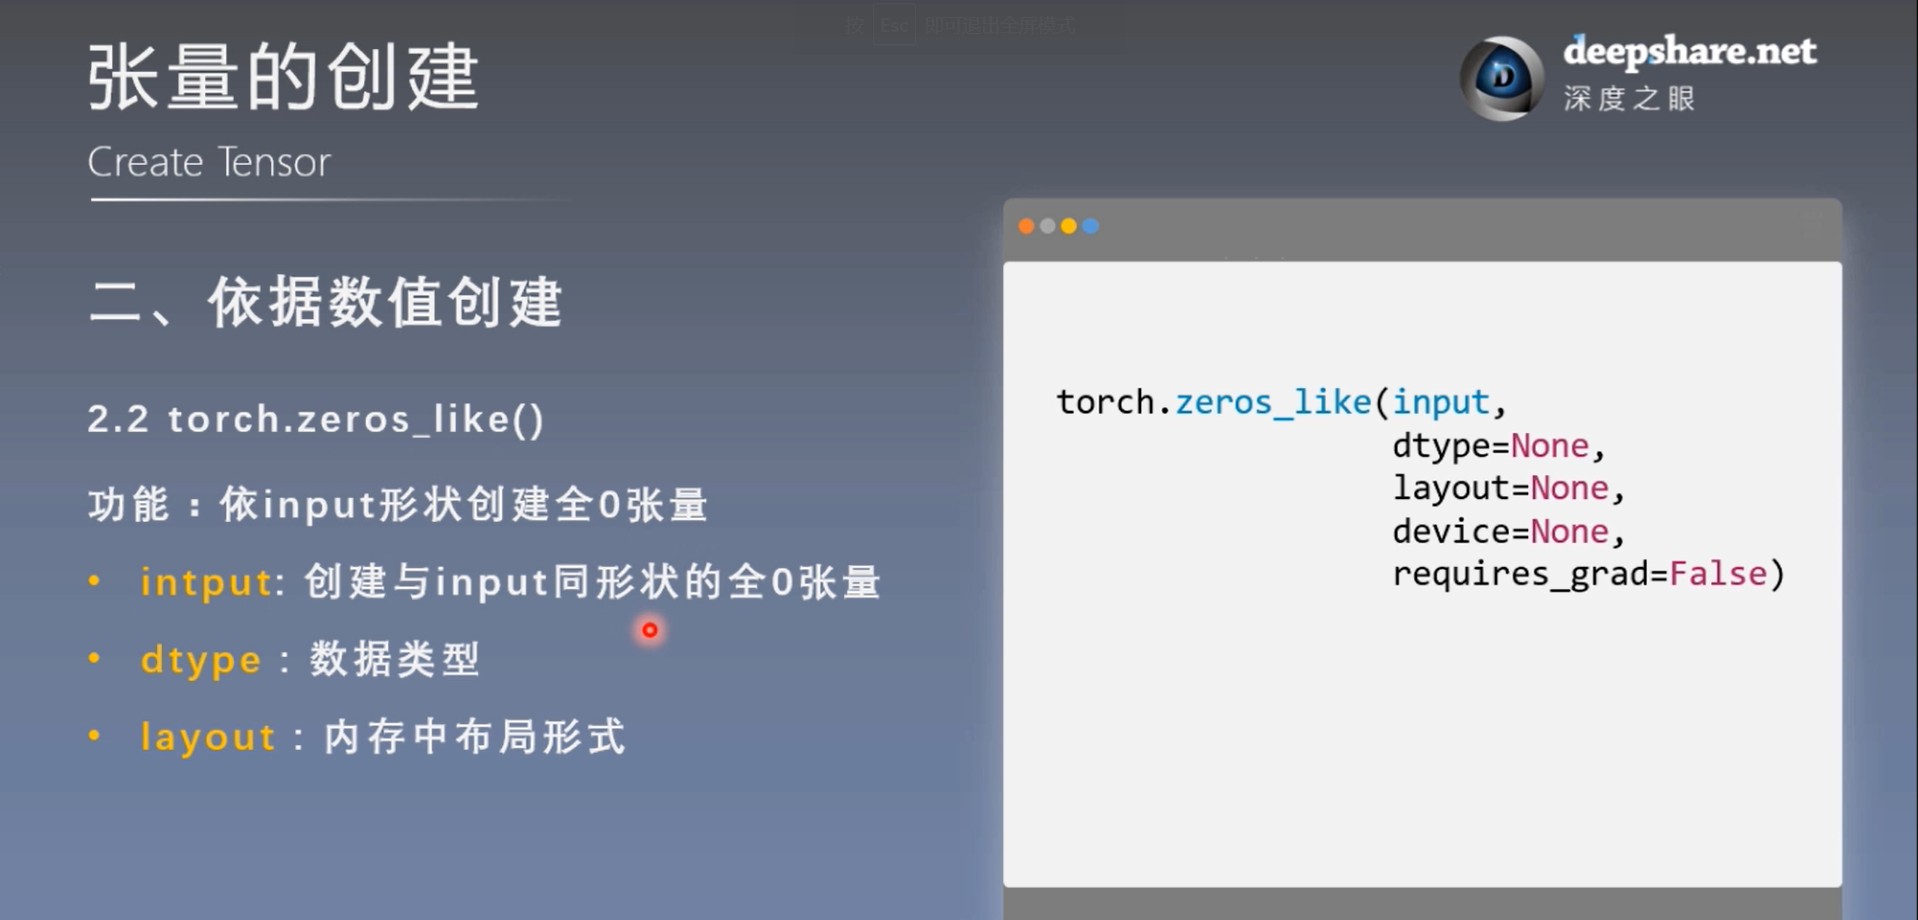 按 Esc 即可退出全屏模式
张量的创建
Create Tensor
deepshare.net
深度之眼
二、依据数值创建
2.2 torch.zeros_like()
功能：依input形状创建全0张量
• intput: 创建与input同形状的全0张量
• dtype：数据类型
• layout：内存中布局形式
torch.zeros_like(input,
dtype=None,
layout=None,
device=None,
requires_grad=False)